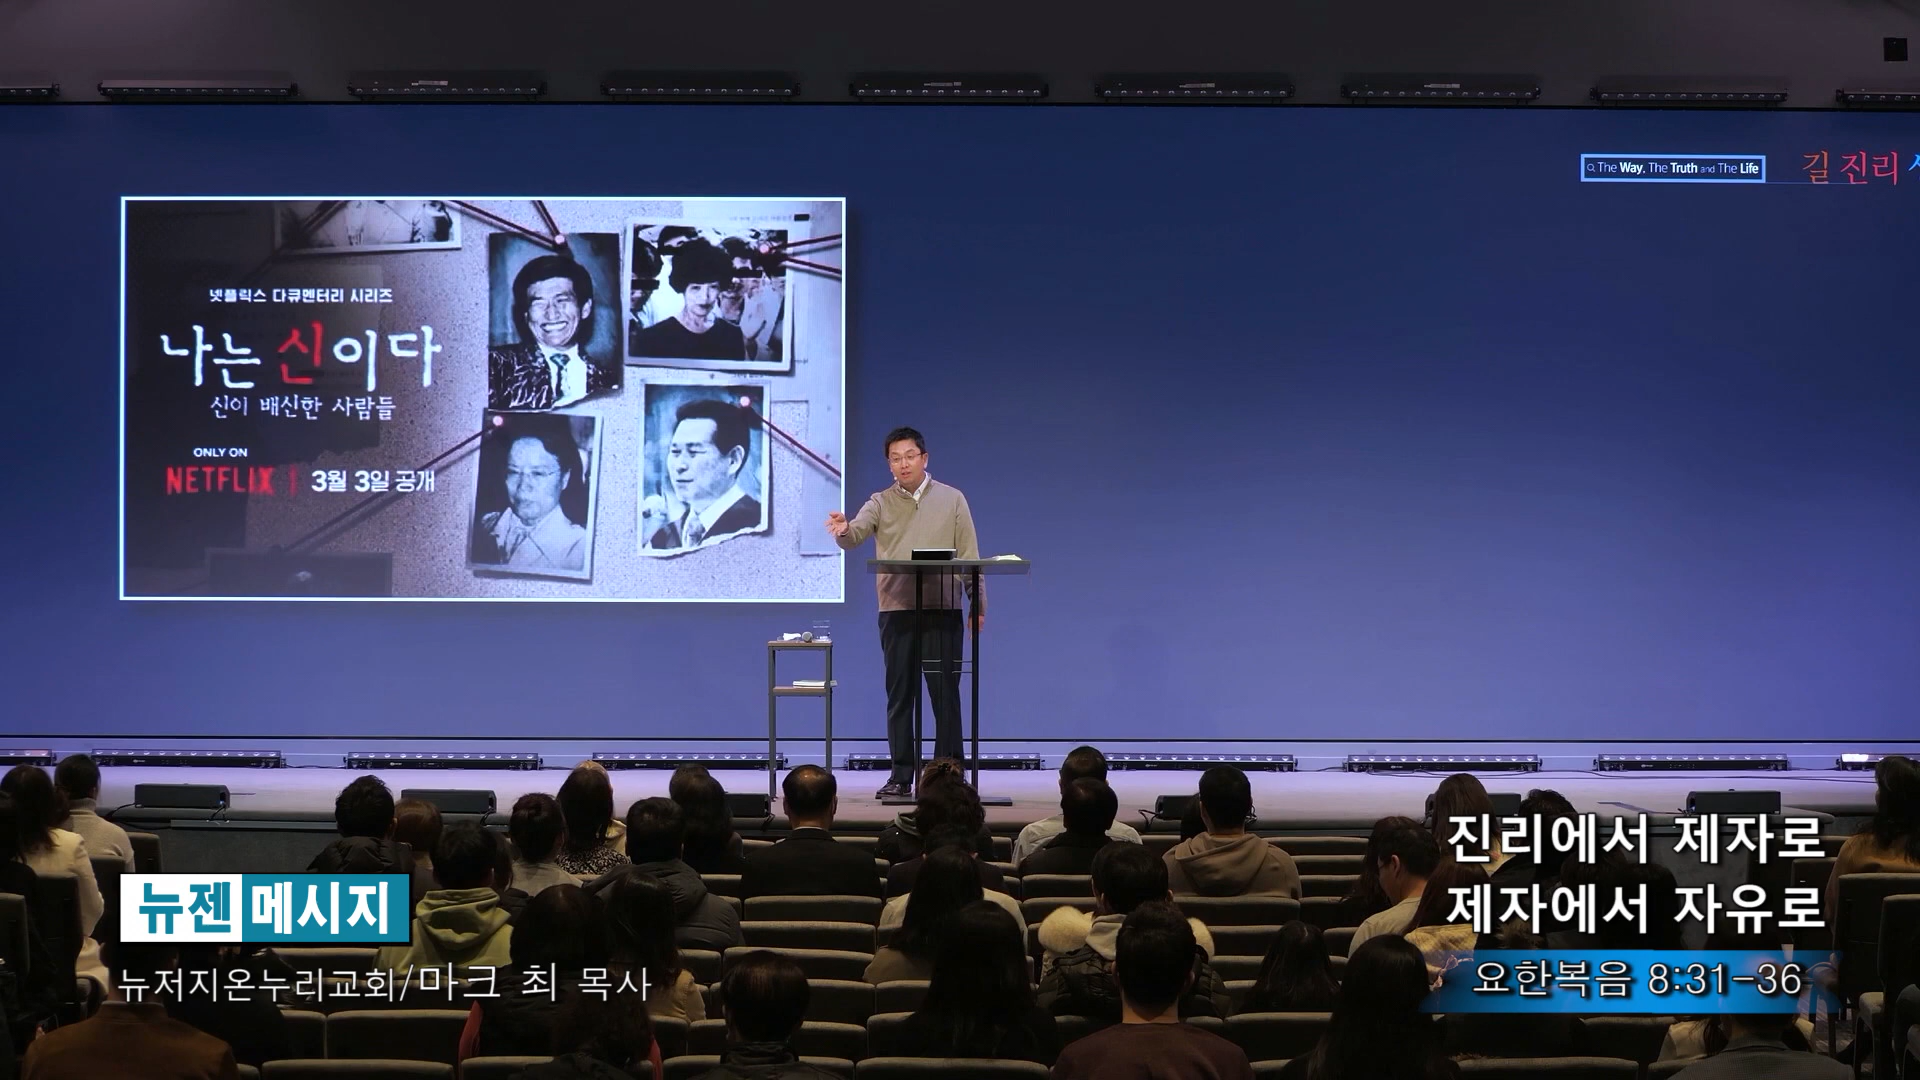 The Way, The Truth and The Life
길 진리
넷플릭스 다큐멘터리 시리즈
나는 신이다
신이 배신한 사람들
ONLY ON
NETFLIX | 3월 3일 공개
진리에서 제자로
제자에서 자유로
요한복음 8:31-36
뉴젠 메시지
뉴저지온누리교회/마크 최 목사